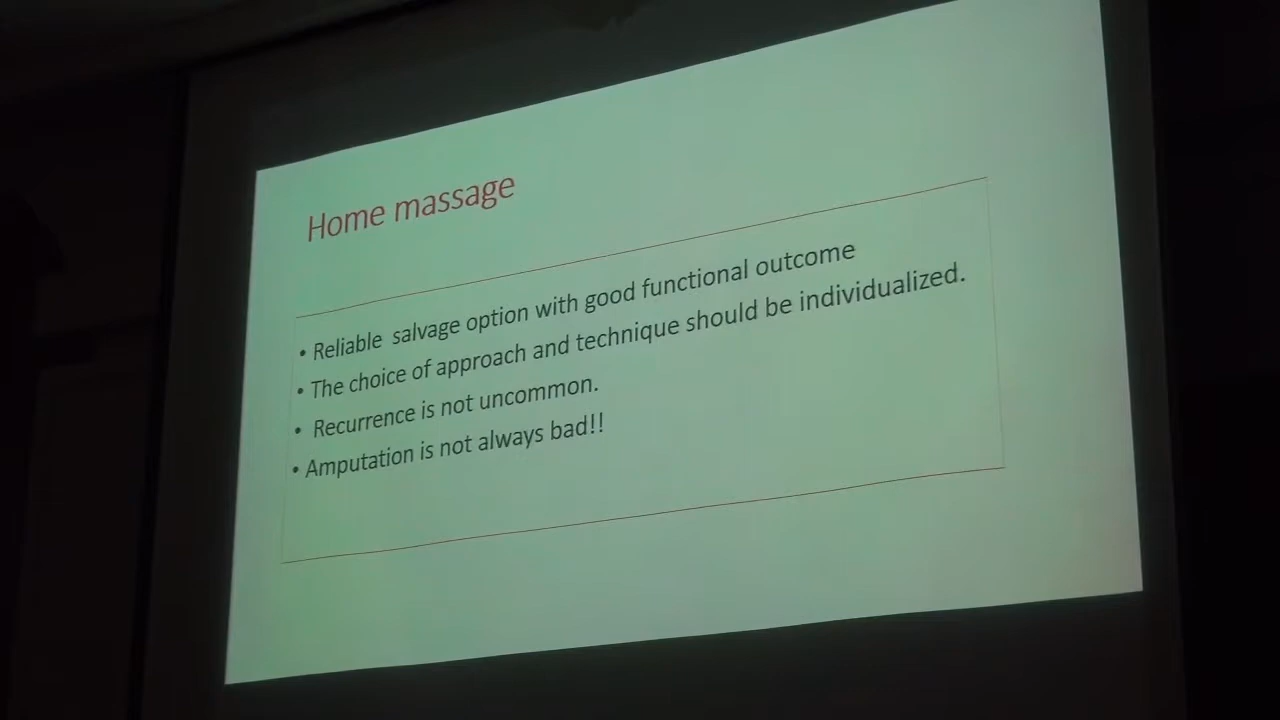 Home massage
• Reliable salvage option with good functional outcome
• The choice of approach and technique should be individualized.
• Recurrence is not uncommon.
• Amputation is not always bad!!